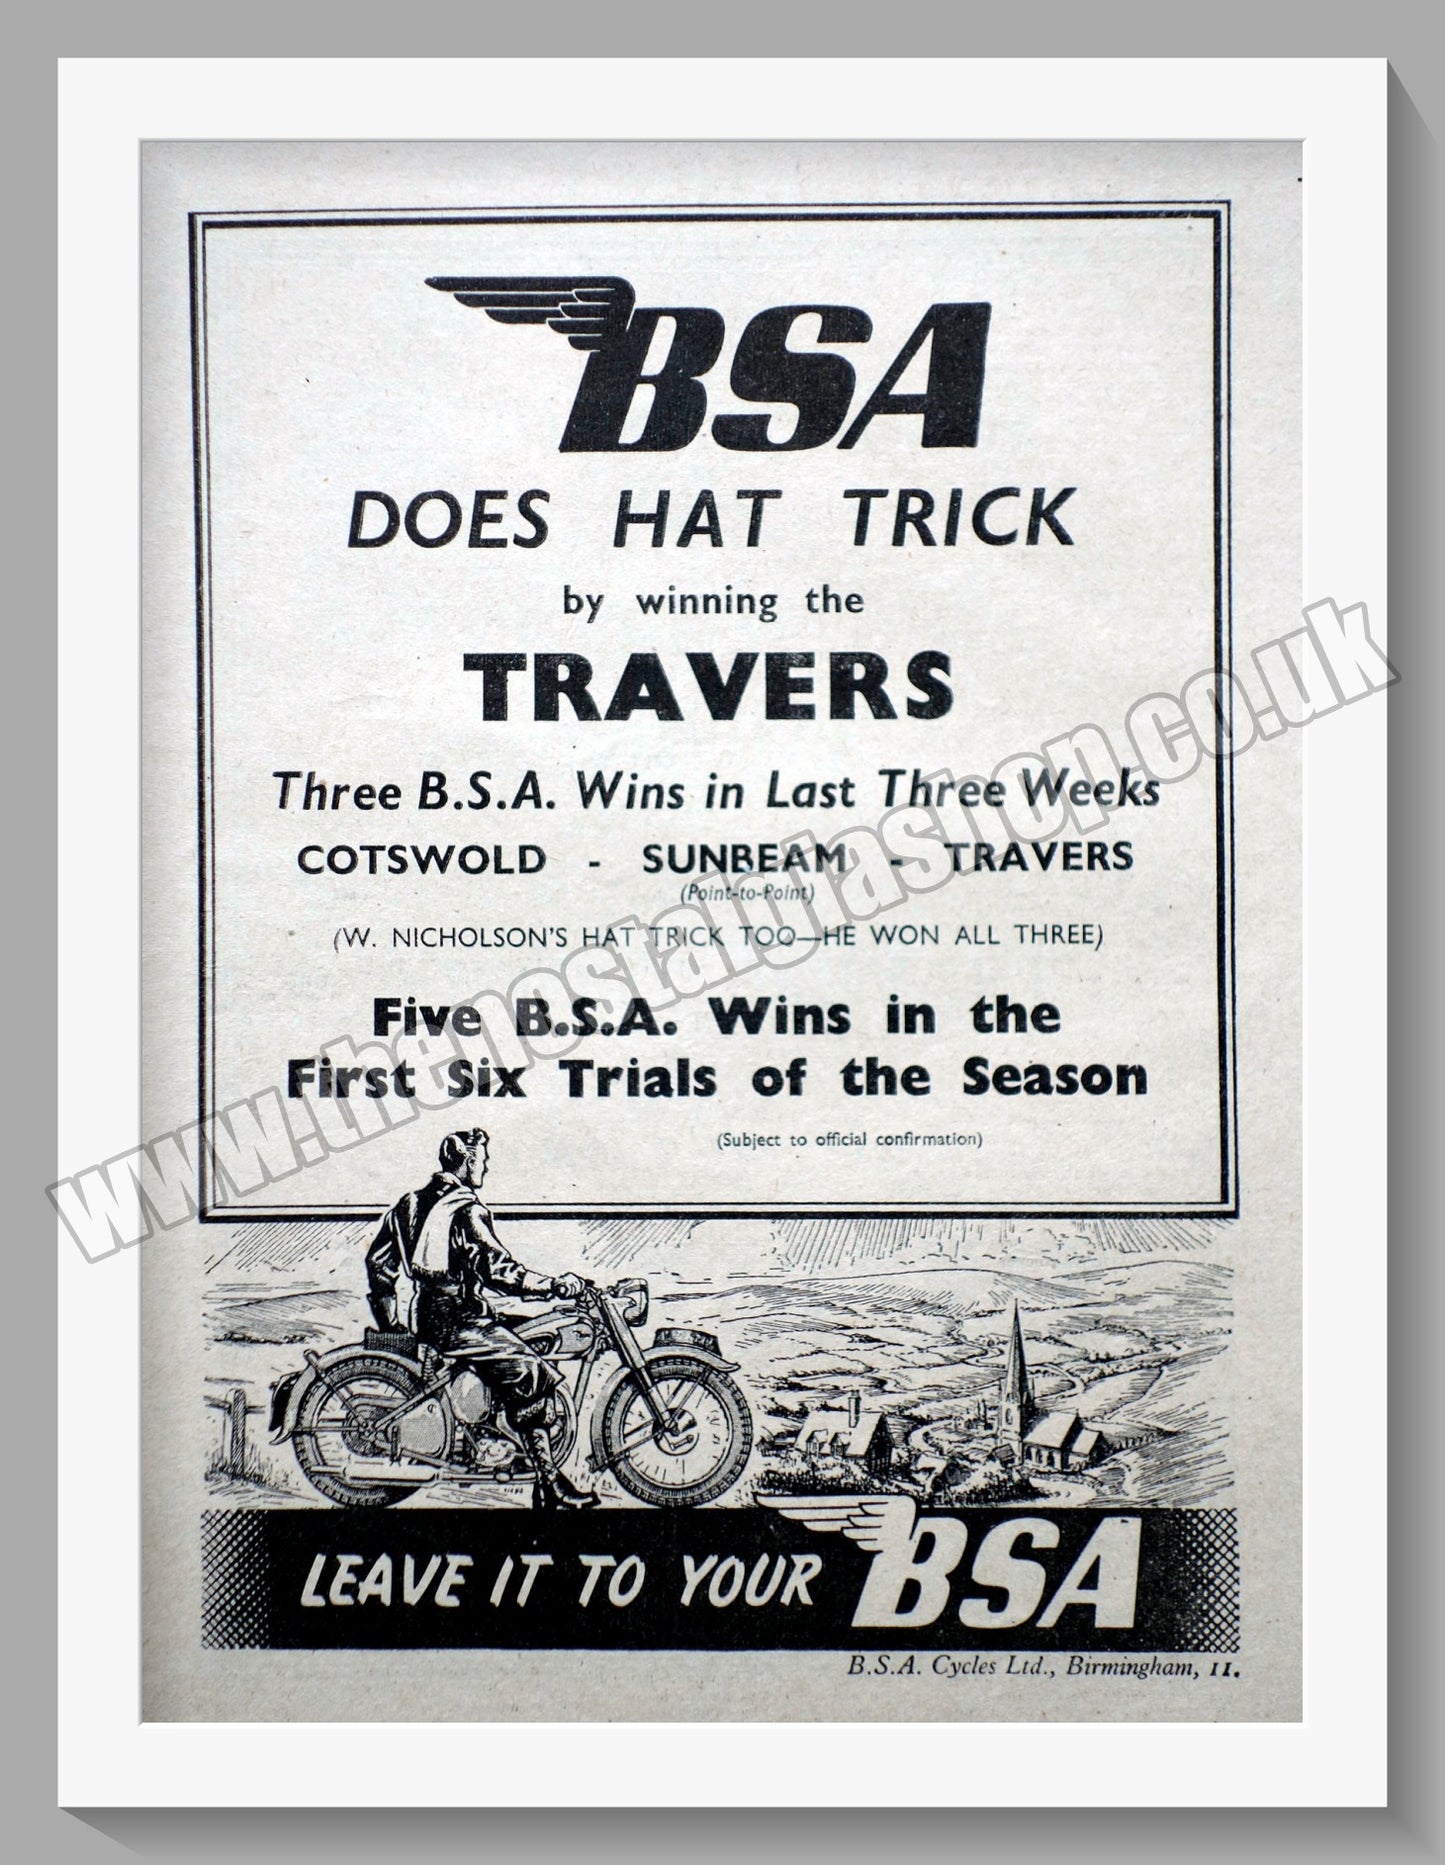 BSA
DOES HAT TRICK
by winning the
TRAVERS
Three B.S.A. Wins in Last Three Weeks
COTSWOLD - SUNBEAM - TRAVERS
(Point-to-Point)
(W. NICHOLSON'S HAT TRICK TOO—HE WON ALL THREE)
Five B.S.A. Wins in the
First Six Trials of the Season
(Subject to official confirmation)
LEAVE IT TO YOUR BSA
B.S.A. Cycles Ltd., Birmingham, 11.
www.thenostalgiashop.co.uk